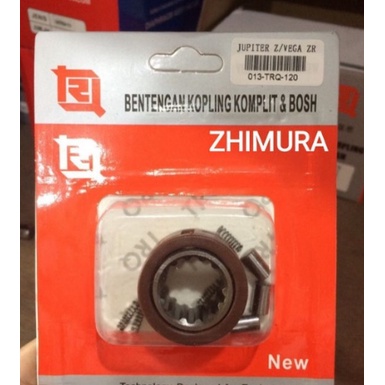 JUPITER Z/VEGA ZR
013-TRQ-120
BENTENGAN KOPLING KOMPLIT & BOSH
ZHIMURA
New